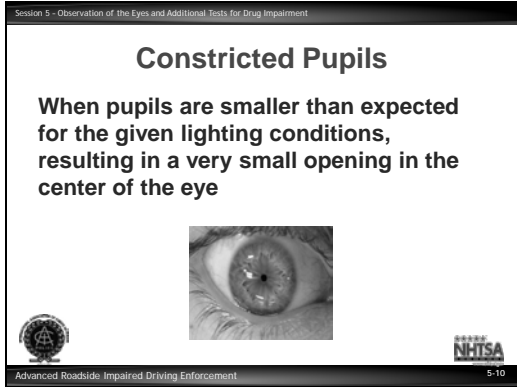 Session 5 - Observation of the Eyes and Additional Tests for Drug Impairment
Constricted Pupils
When pupils are smaller than expected
for the given lighting conditions,
resulting in a very small opening in the
center of the eye
NHTSA
Advanced Roadside Impaired Driving Enforcement
5-10